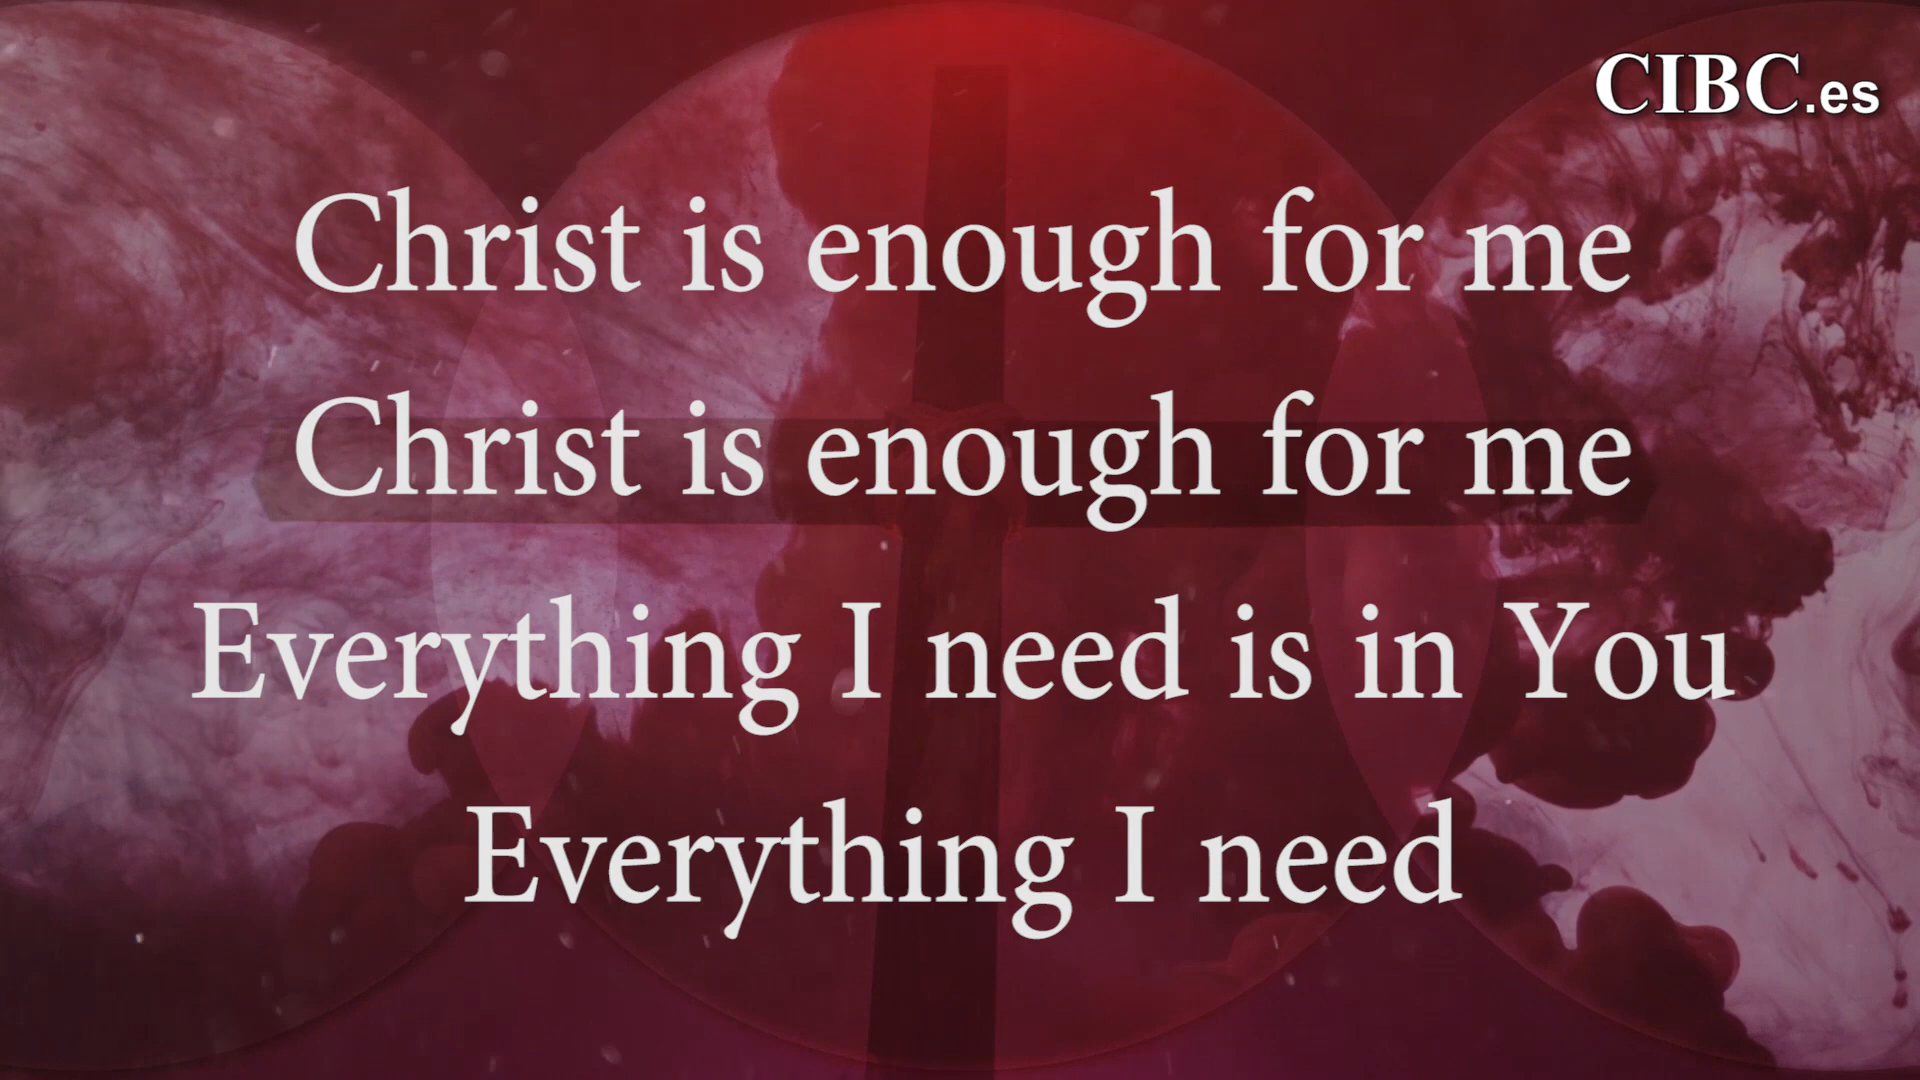 CIBC.es
Christ is enough for me
Christ is enough for me
Everything I need is in You
Everything I need